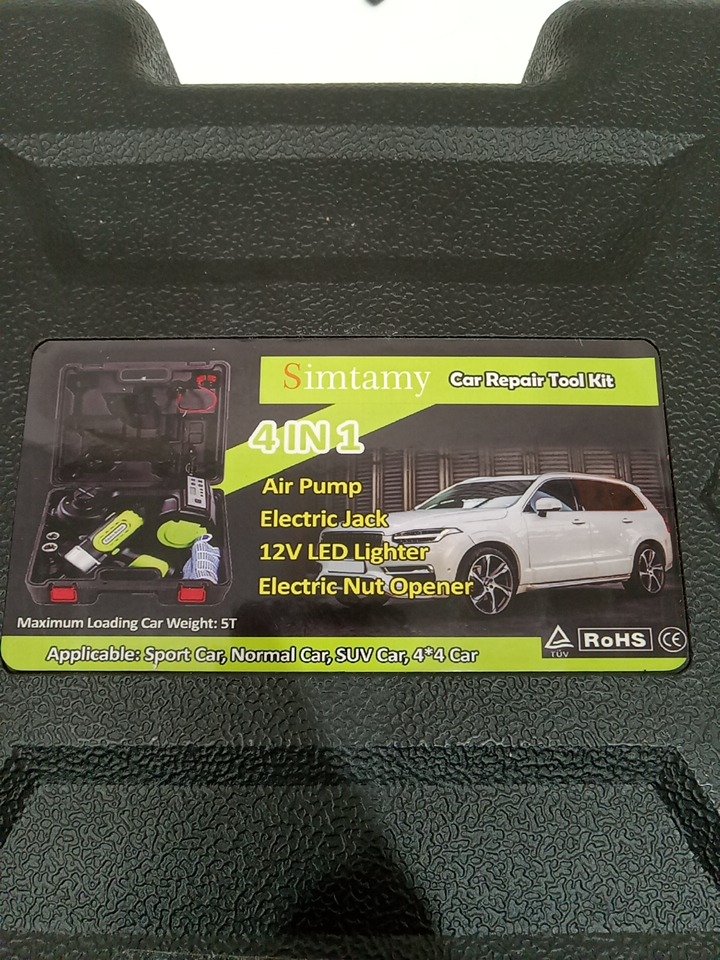 Simtamy Car Repair Tool Kit
4 IN 1
Air Pump
Electric Jack
12V LED Lighter
Electric Nut Opener
Maximum Loading Car Weight: 5T
Applicable: Sport Car, Normal Car, SUV Car, 4*4 Car
TÜV RoHS CE